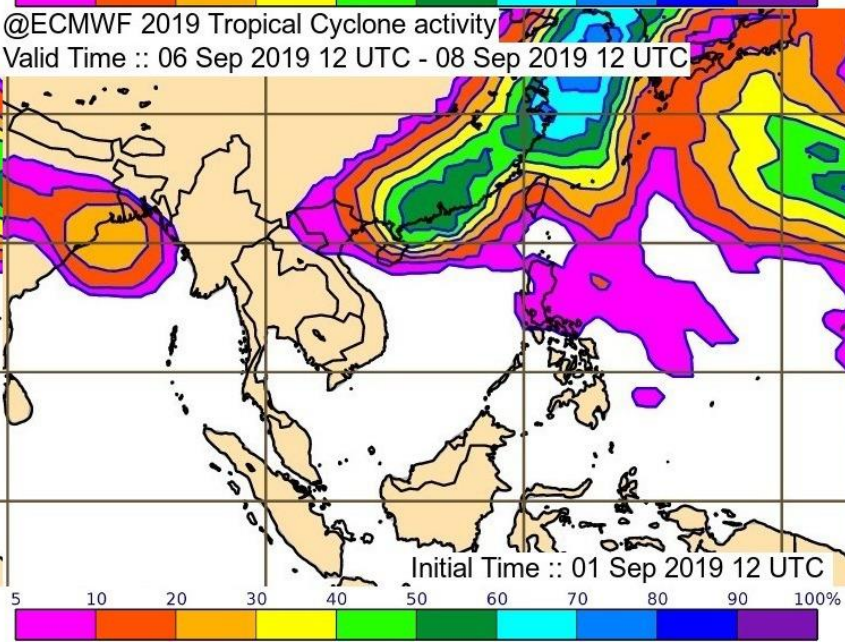 @ECMWF 2019 Tropical Cyclone activity
Valid Time :: 06 Sep 2019 12 UTC - 08 Sep 2019 12 UTC
Initial Time :: 01 Sep 2019 12 UTC
5 10 20 30 40 50 60 70 80 90 100%